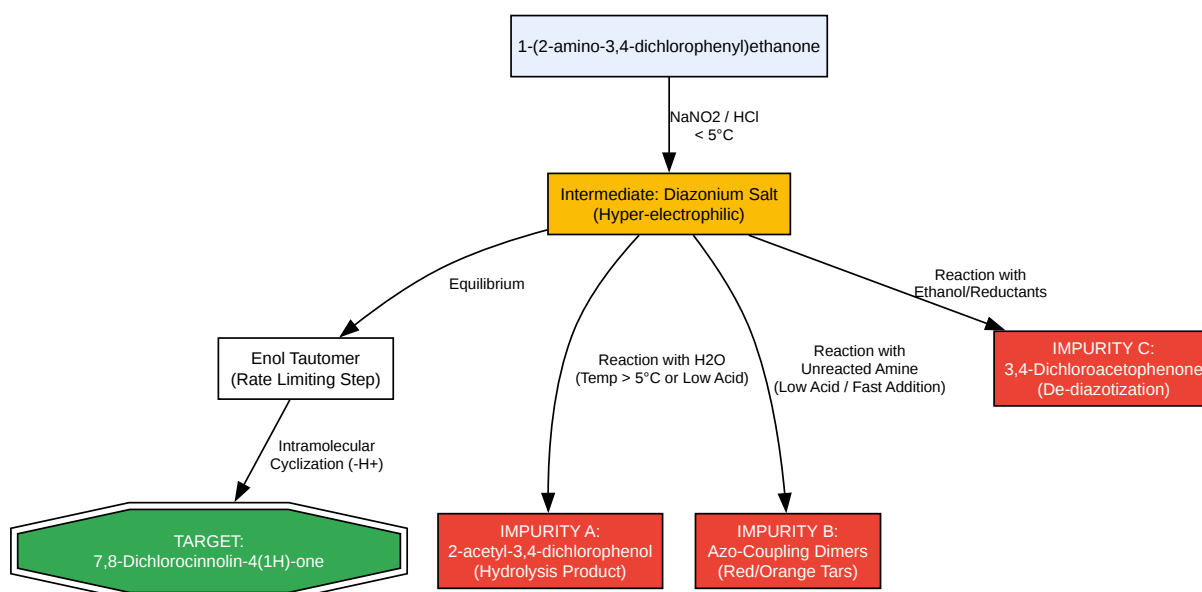 1-(2-amino-3,4-dichlorophenyl)ethanone
NaNO2 / HCl
< 5°C
Intermediate: Diazonium Salt
(Hyper-electrophilic)
Equilibrium
Reaction with
Ethanol/Reductants
Enol Tautomer
(Rate Limiting Step)
Reaction with H2O
(Temp > 5°C or Low Acid)
Reaction with
Unreacted Amine
(Low Acid / Fast Addition)
IMPURITY C:
3,4-Dichloroacetophenone
(De-diazotization)
Intramolecular
Cyclization (-H+)
TARGET:
7,8-Dichlorocinnolin-4(1H)-one
IMPURITY A:
2-acetyl-3,4-dichlorophenol
(Hydrolysis Product)
IMPURITY B:
Azo-Coupling Dimers
(Red/Orange Tars)